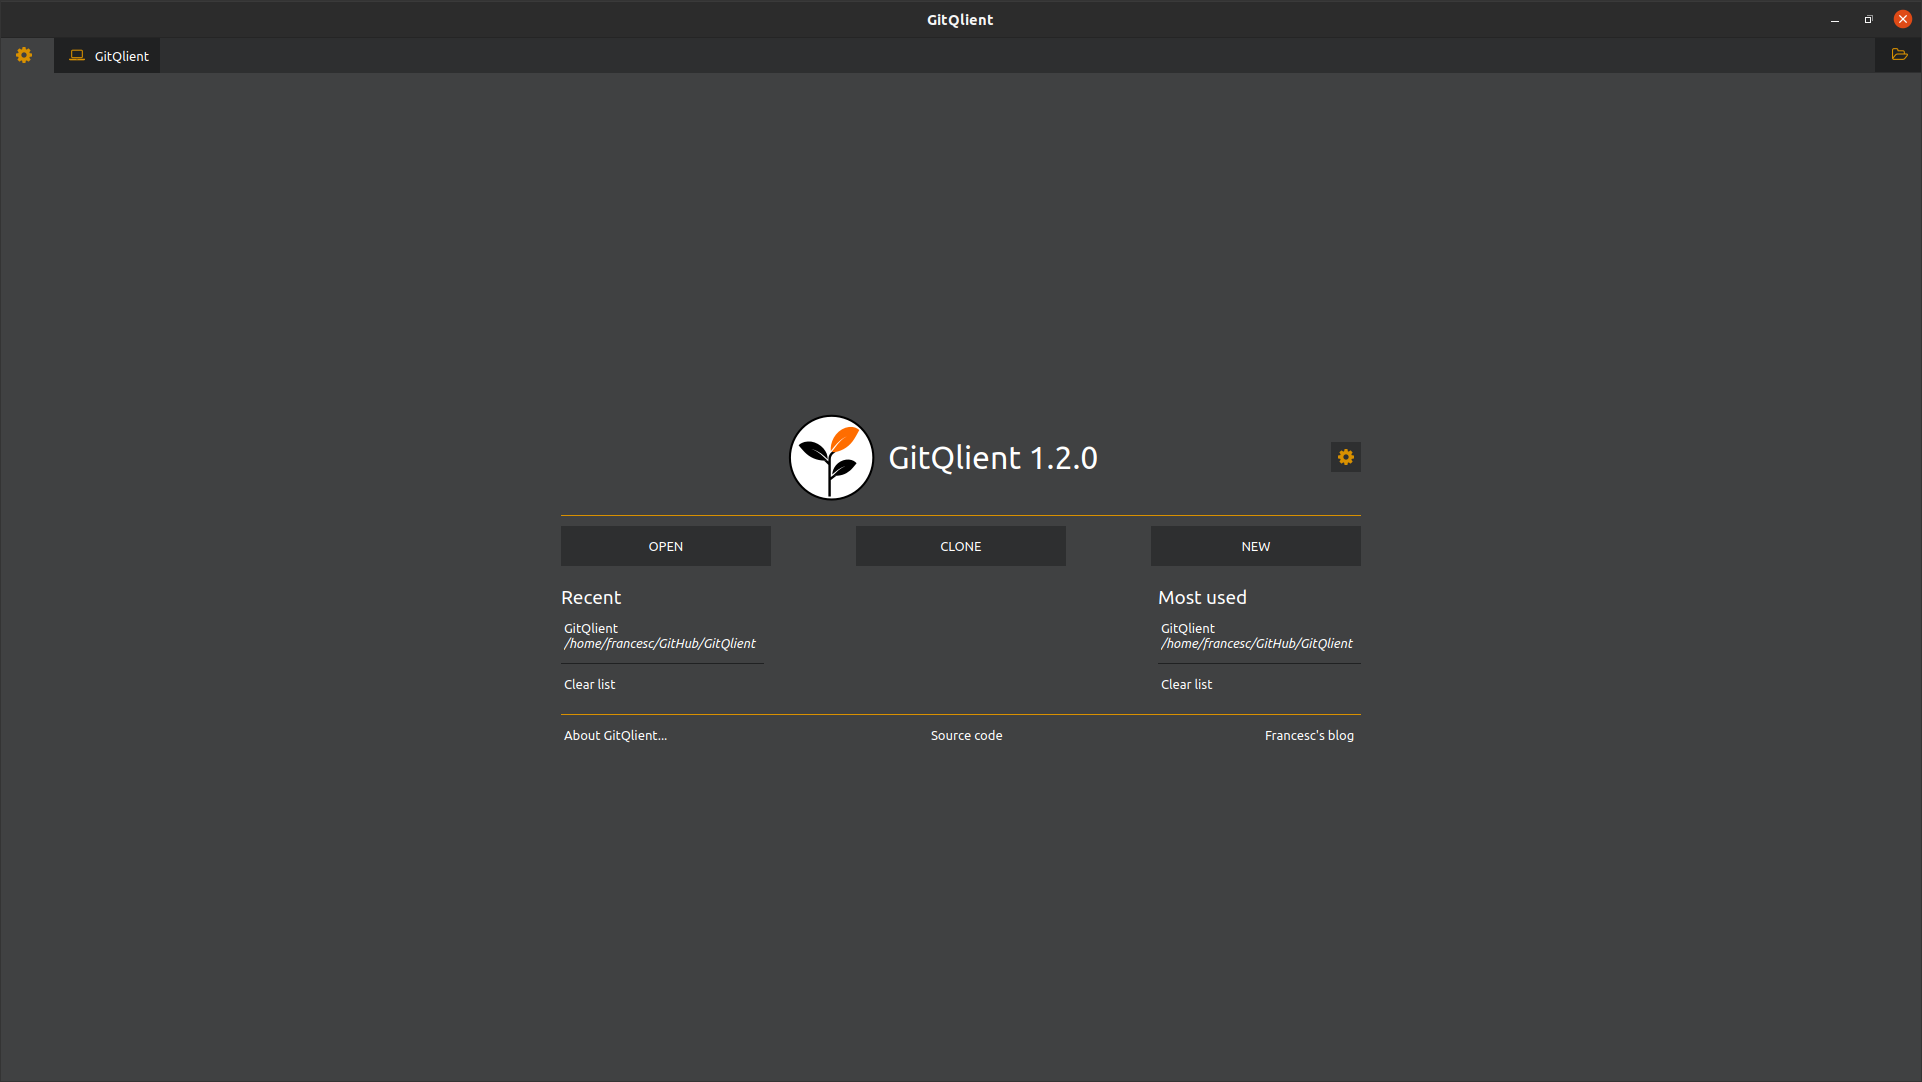 GitQlient
GitQlient
GitQlient 1.2.0
OPEN
CLONE
NEW
Recent
GitQlient
/home/francesc/GitHub/GitQlient
Clear list
Most used
GitQlient
/home/francesc/GitHub/GitQlient
Clear list
About GitQlient...
Source code
Francesc's blog